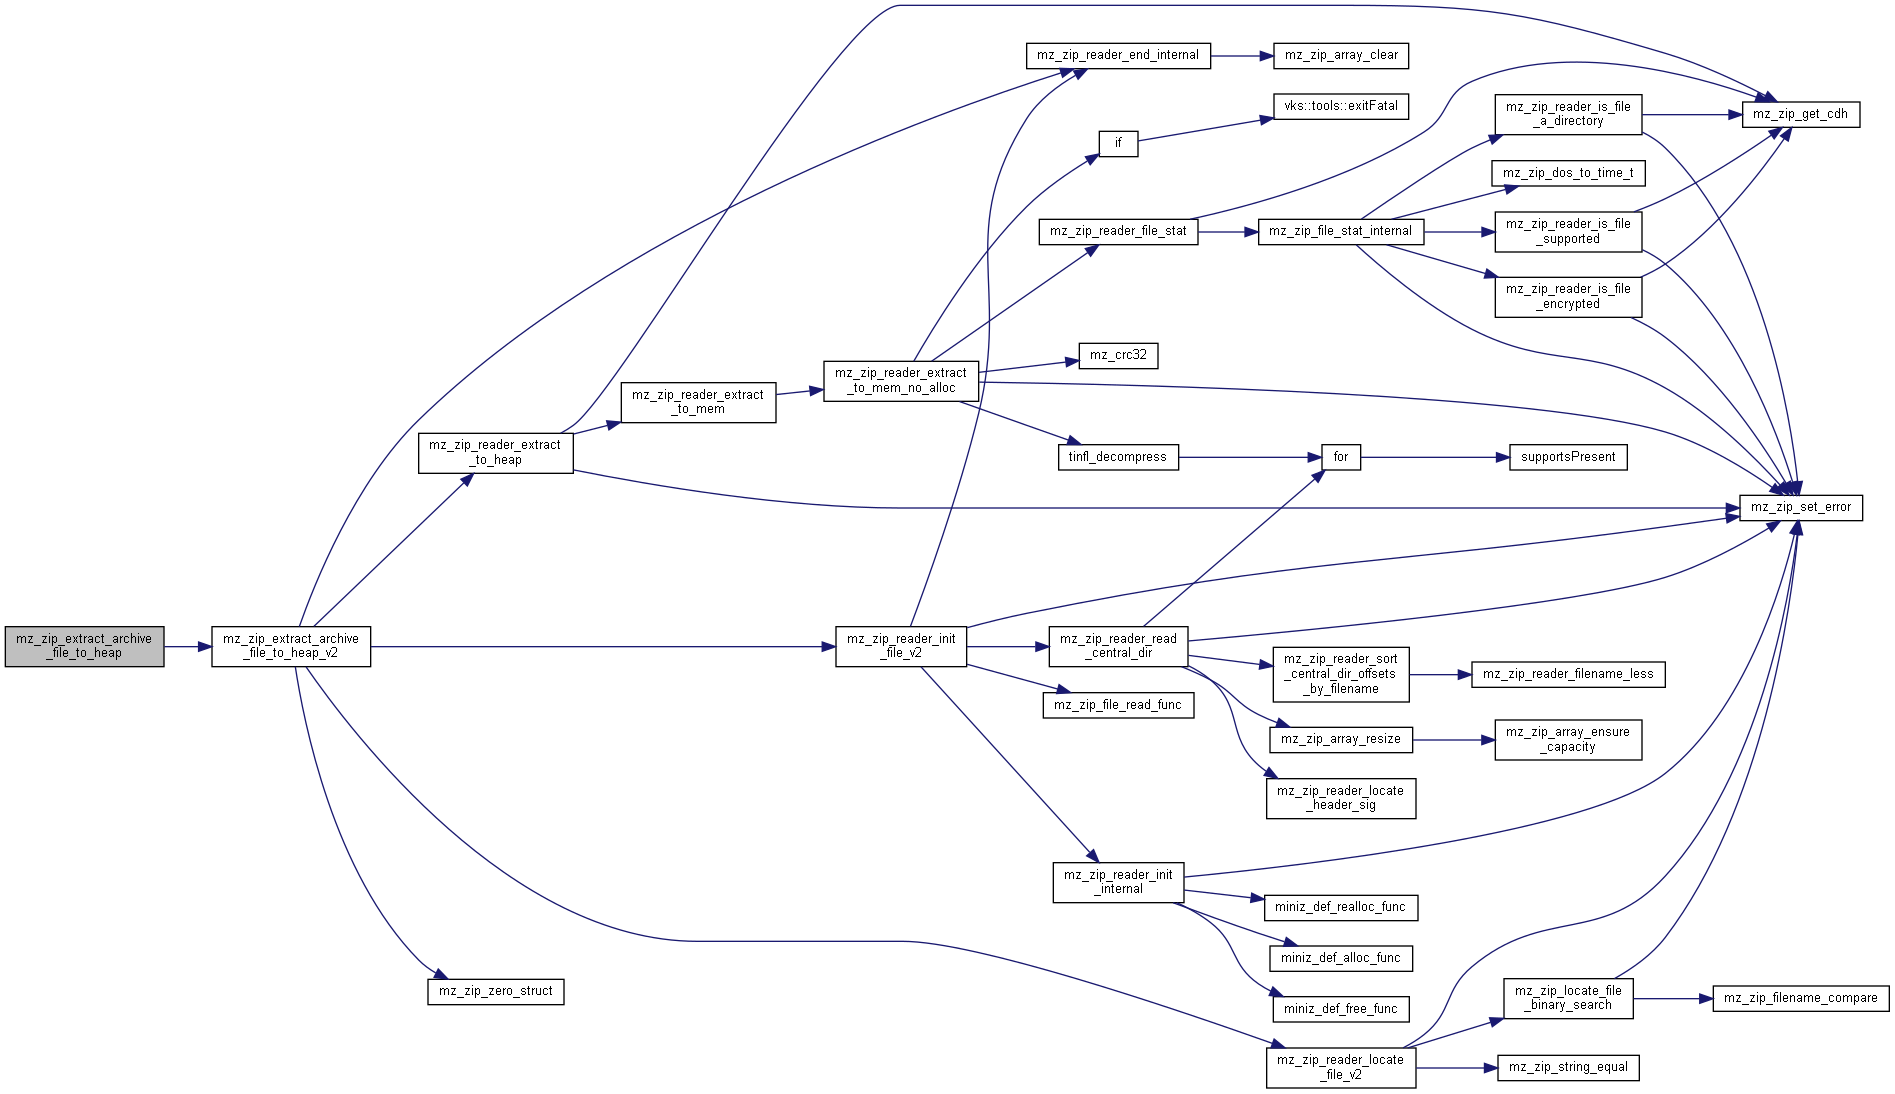 mz_zip_extract_archive
_file_to_heap
mz_zip_extract_archive
_file_to_heap_v2
mz_zip_reader_end_internal
mz_zip_array_clear
mz_zip_reader_extract
_to_heap
mz_zip_get_cdh
mz_zip_reader_extract
_to_mem
mz_zip_reader_extract
_to_mem_no_alloc
if
vks::tools::exitFatal
mz_zip_reader_file_stat
mz_zip_file_stat_internal
mz_zip_reader_is_file
_a_directory
mz_zip_dos_to_time_t
mz_zip_reader_is_file
_supported
mz_zip_reader_is_file
_encrypted
mz_crc32
tinfl_decompress
for
supportsPresent
mz_zip_set_error
mz_zip_reader_init
_file_v2
mz_zip_reader_read
_central_dir
mz_zip_file_read_func
mz_zip_reader_sort
_central_dir_offsets
_by_filename
mz_zip_reader_filename_less
mz_zip_array_resize
mz_zip_array_ensure
_capacity
mz_zip_reader_locate
_header_sig
mz_zip_reader_init
_internal
miniz_def_realloc_func
miniz_def_alloc_func
miniz_def_free_func
mz_zip_zero_struct
mz_zip_reader_locate
_file_v2
mz_zip_locate_file
_binary_search
mz_zip_filename_compare
mz_zip_string_equal